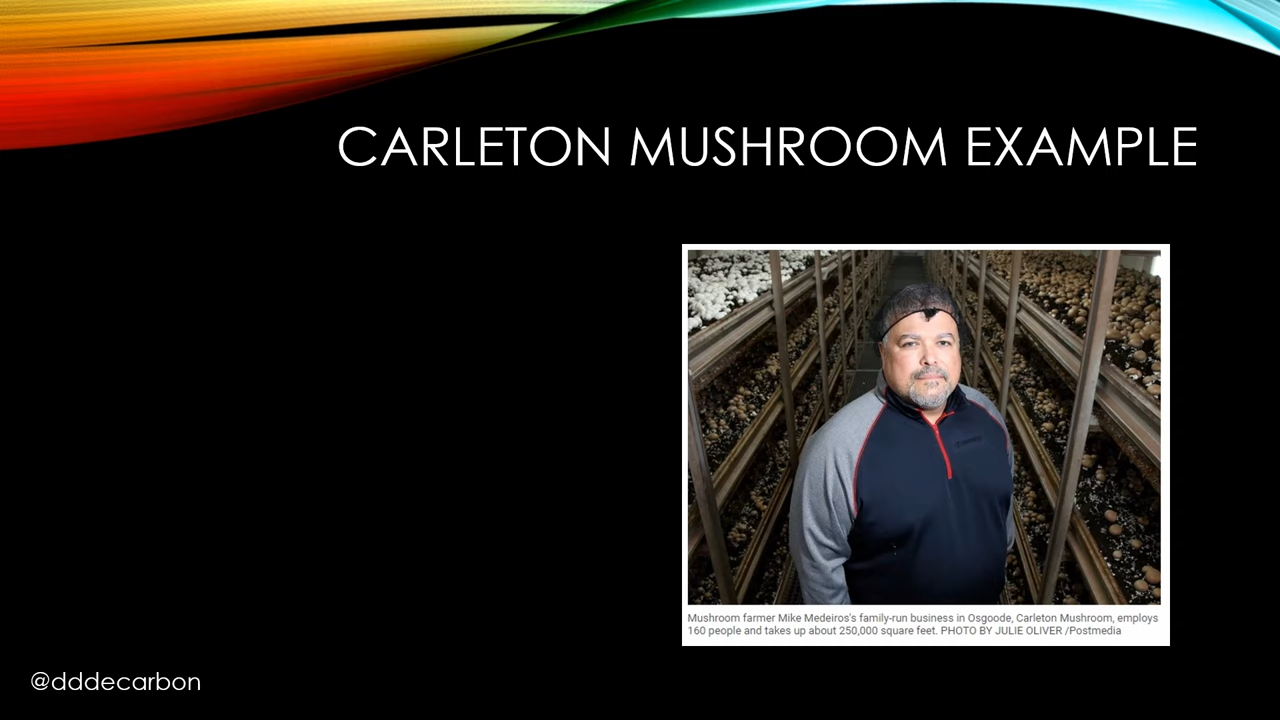 CARLETON MUSHROOM EXAMPLE
Mushroom farmer Mike Medeiros's family-run business in Osgoode, Carleton Mushroom, employs
160 people and takes up about 250,000 square feet. PHOTO BY JULIE OLIVER /Postmedia
@dddecarbon